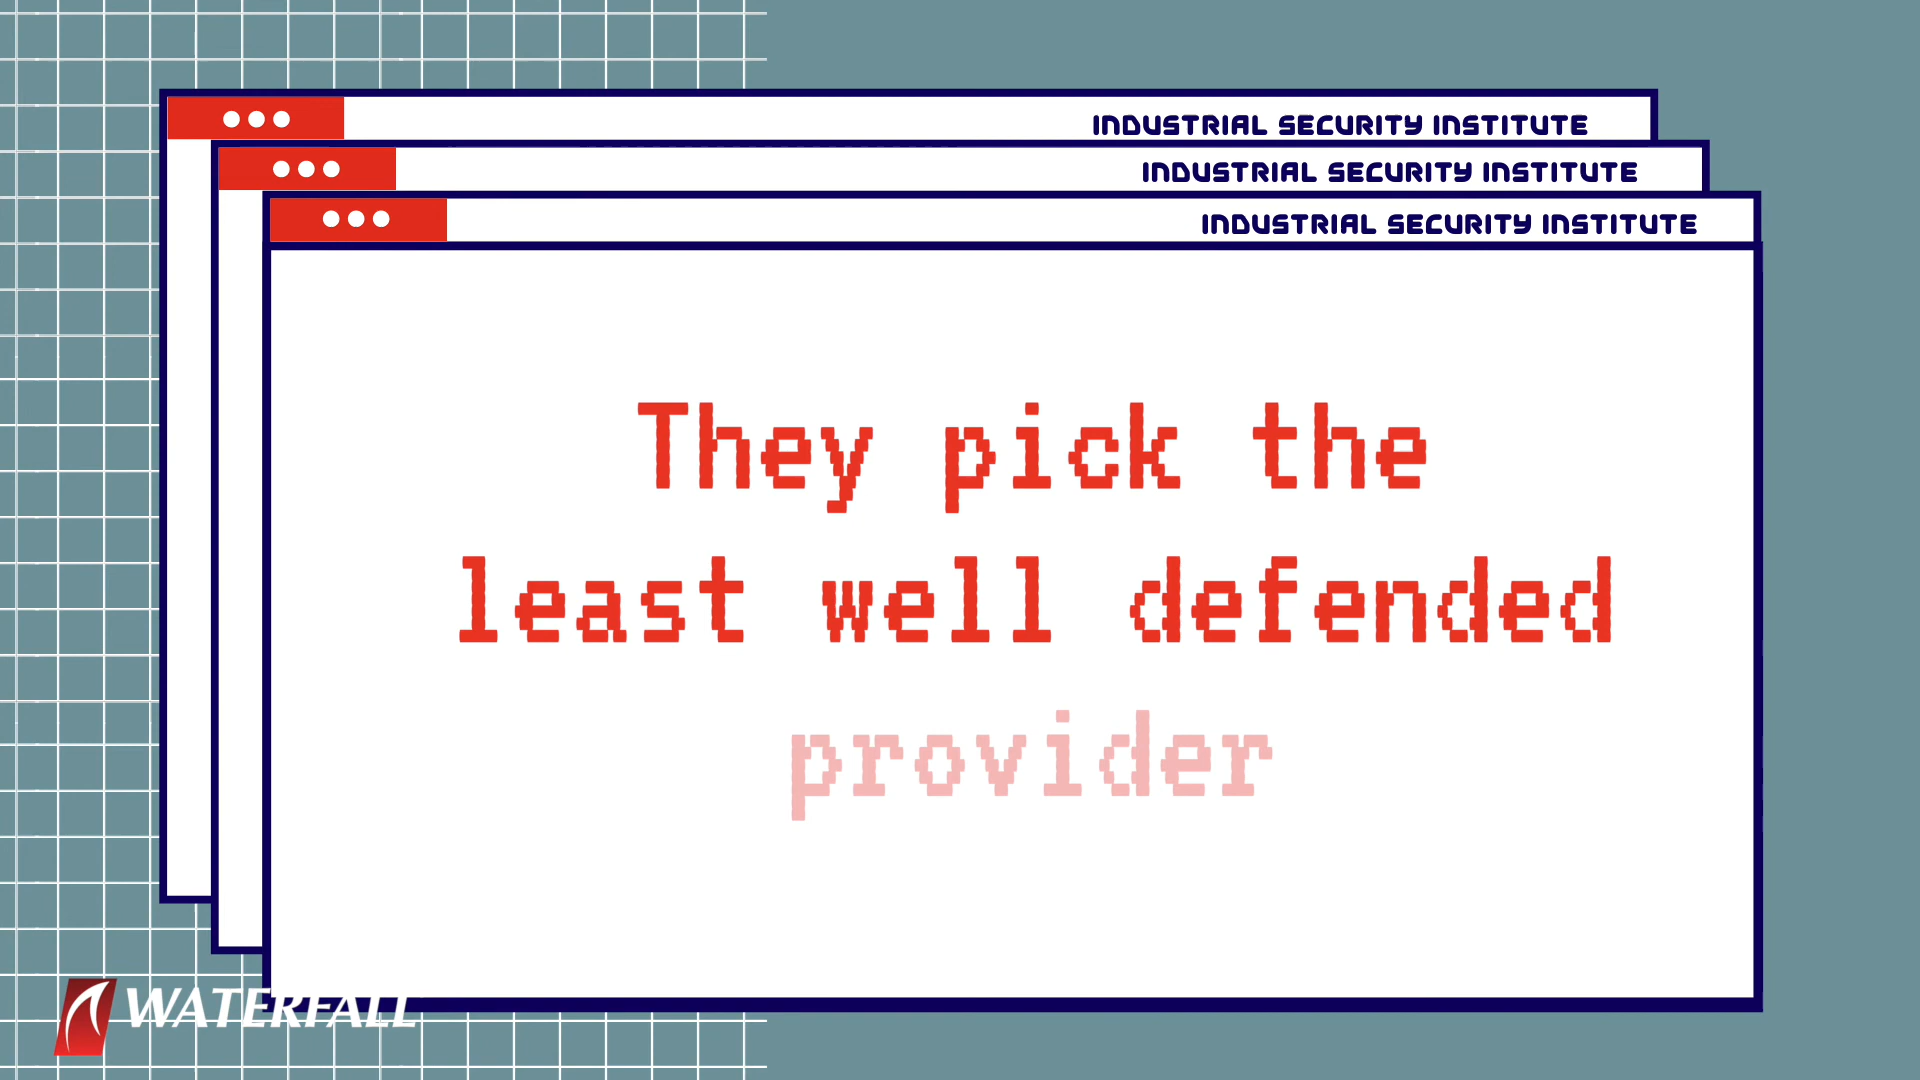 INDUSTRIAL SECURITY INSTITUTE
INDUSTRIAL SECURITY INSTITUTE
INDUSTRIAL SECURITY INSTITUTE
They pick the
least well defended
provider
WATERFALL